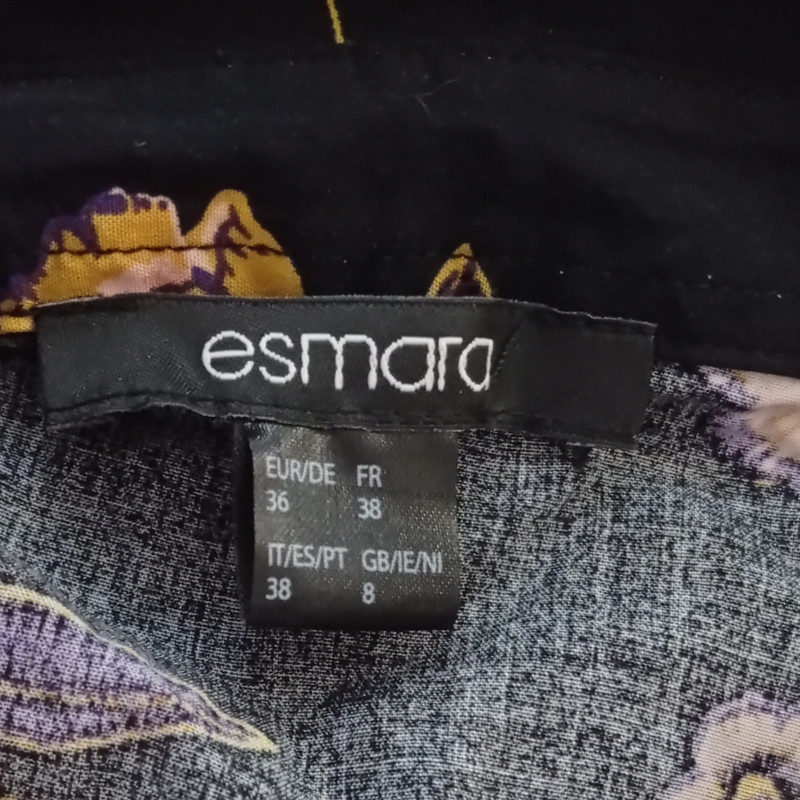 esmara
EUR/DE FR
36 38
IT/ES/PT GB/IE/NI
38 8